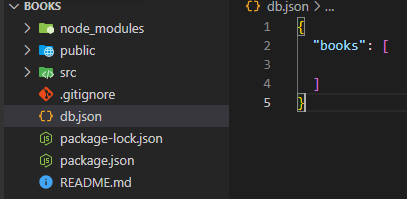 BOOKS
node_modules
public
src
.gitignore
db.json
package-lock.json
package.json
README.md
db.json > ...
1 {
2 "books": [
3
4 ]
5 }